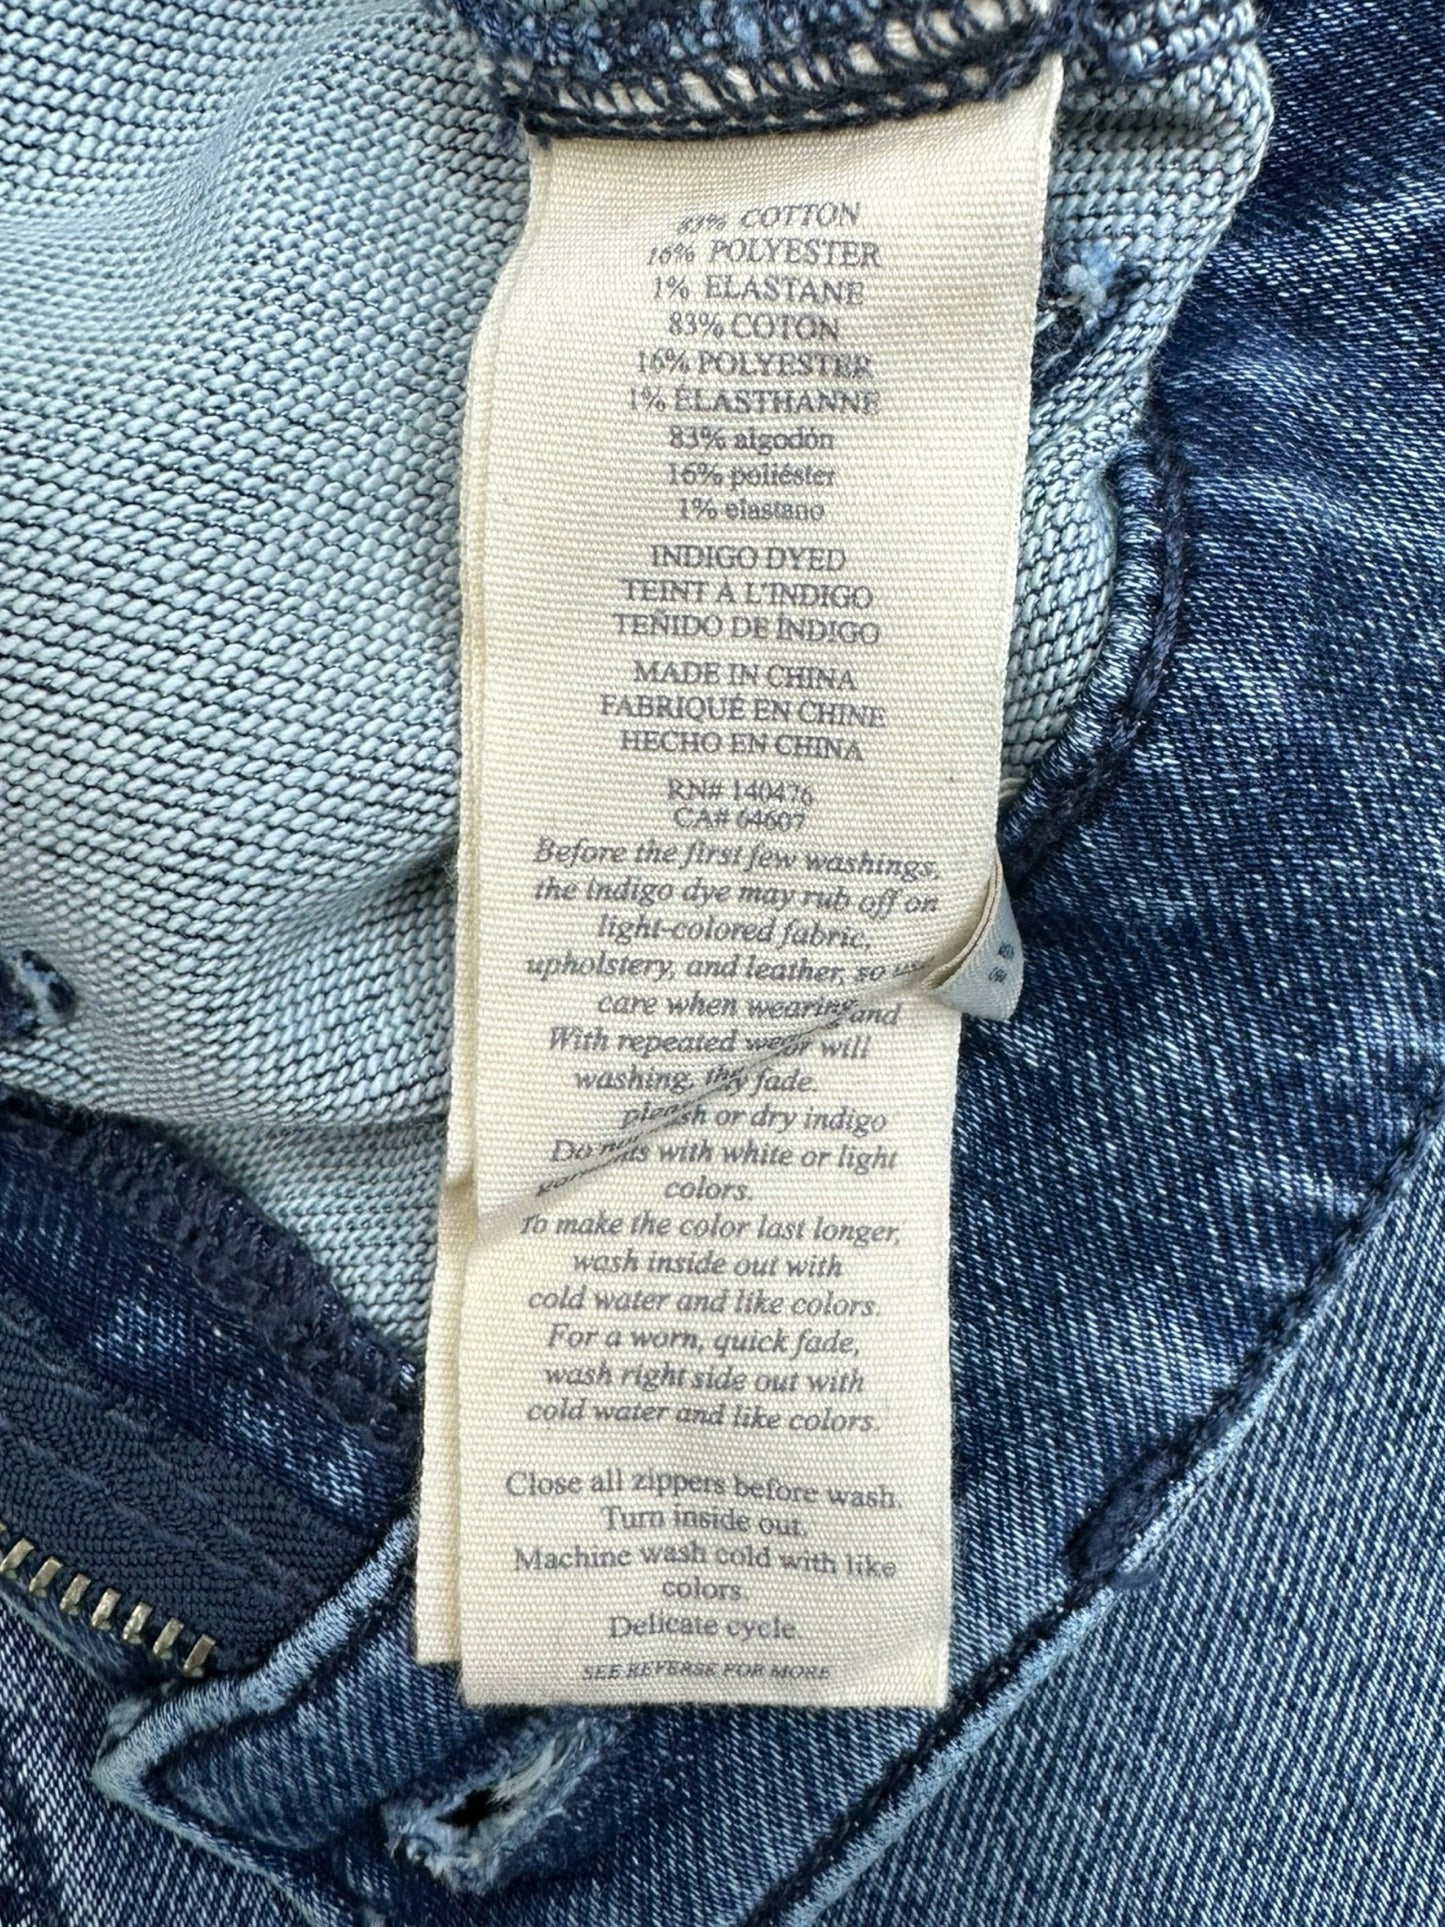 83% COTTON
16% POLYESTER
1% ELASTANE
83% COTON
16% POLYESTER
1% ÉLASTHANNE
83% algodón
16% poliéster
1% elastano
INDIGO DYED
TEINT À L'INDIGO
TEÑIDO DE ÍNDIGO
MADE IN CHINA
FABRIQUÉ EN CHINE
HECHO EN CHINA
RN# 140476
CA# 64607
Before the first few washings,
the indigo dye may rub off on
light-colored fabric,
upholstery, and leather, so
care when wearing and
With repeated or will
washing, fade.
or dry indigo
Do with white or light
colors.
To make the color last longer,
wash inside out with
cold water and like colors.
For a worn, quick fade,
wash right side out with
cold water and like colors.
Close all zippers before wash.
Turn inside out.
Machine wash cold with like
colors.
Delicate cycle.
SEE REVERSE FOR MORE